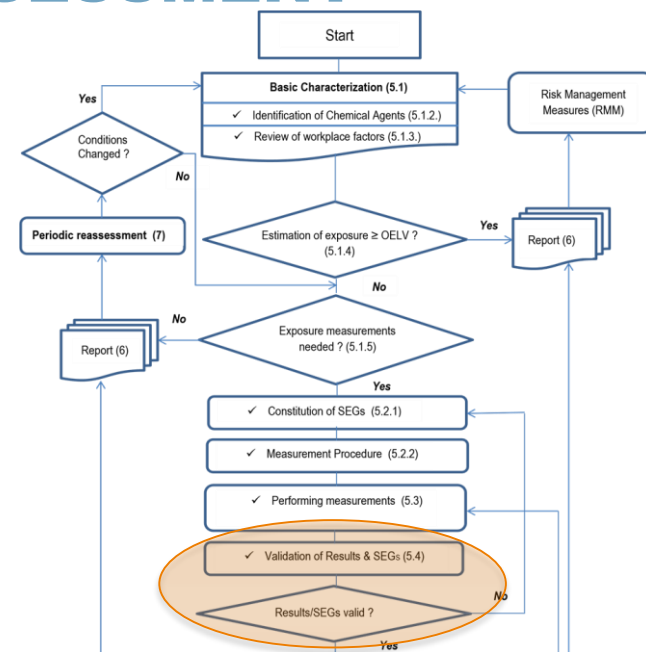 Start
Basic Characterization (5.1)
✓ Identification of Chemical Agents (5.1.2.)
✓ Review of workplace factors (5.1.3.)
Risk Management
Measures (RMM)
Yes
Conditions
Changed ?
No
Periodic reassessment (7)
Estimation of exposure ≥ OELV ?
(5.1.4)
Yes
Report (6)
No
No
Exposure measurements
needed ? (5.1.5)
Report (6)
Yes
✓ Constitution of SEGs (5.2.1)
✓ Measurement Procedure (5.2.2)
✓ Performing measurements (5.3)
✓ Validation of Results & SEGs (5.4)
No
Results/SEGs valid ?
Yes